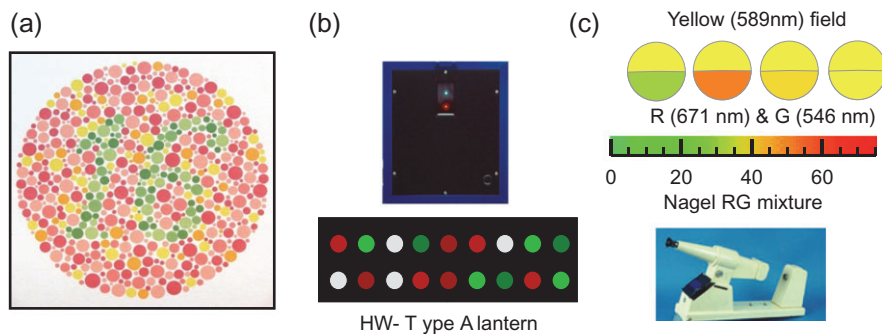 (a)
(b)
(c)
Yellow (589nm) field
R (671 nm) & G (546 nm)
0 20 40 60
Nagel RG mixture
HW- T ype A lantern